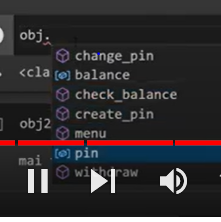 obj.
change_pin
. <cla
balance
check_balance
create_pin
] obj2
menu
mai
pin
withdraw